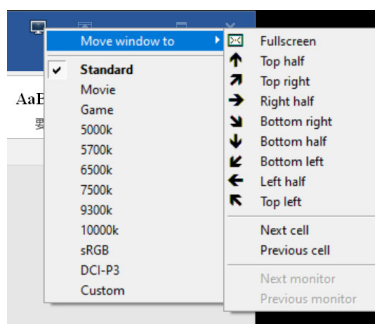 Move window to
Standard
Movie
Game
5000k
5700k
6500k
7500k
9300k
10000k
sRGB
DCI-P3
Custom
Fullscreen
Top half
Top right
Right half
Bottom right
Bottom half
Bottom left
Left half
Top left
Next cell
Previous cell
Next monitor
Previous monitor
AaB
要